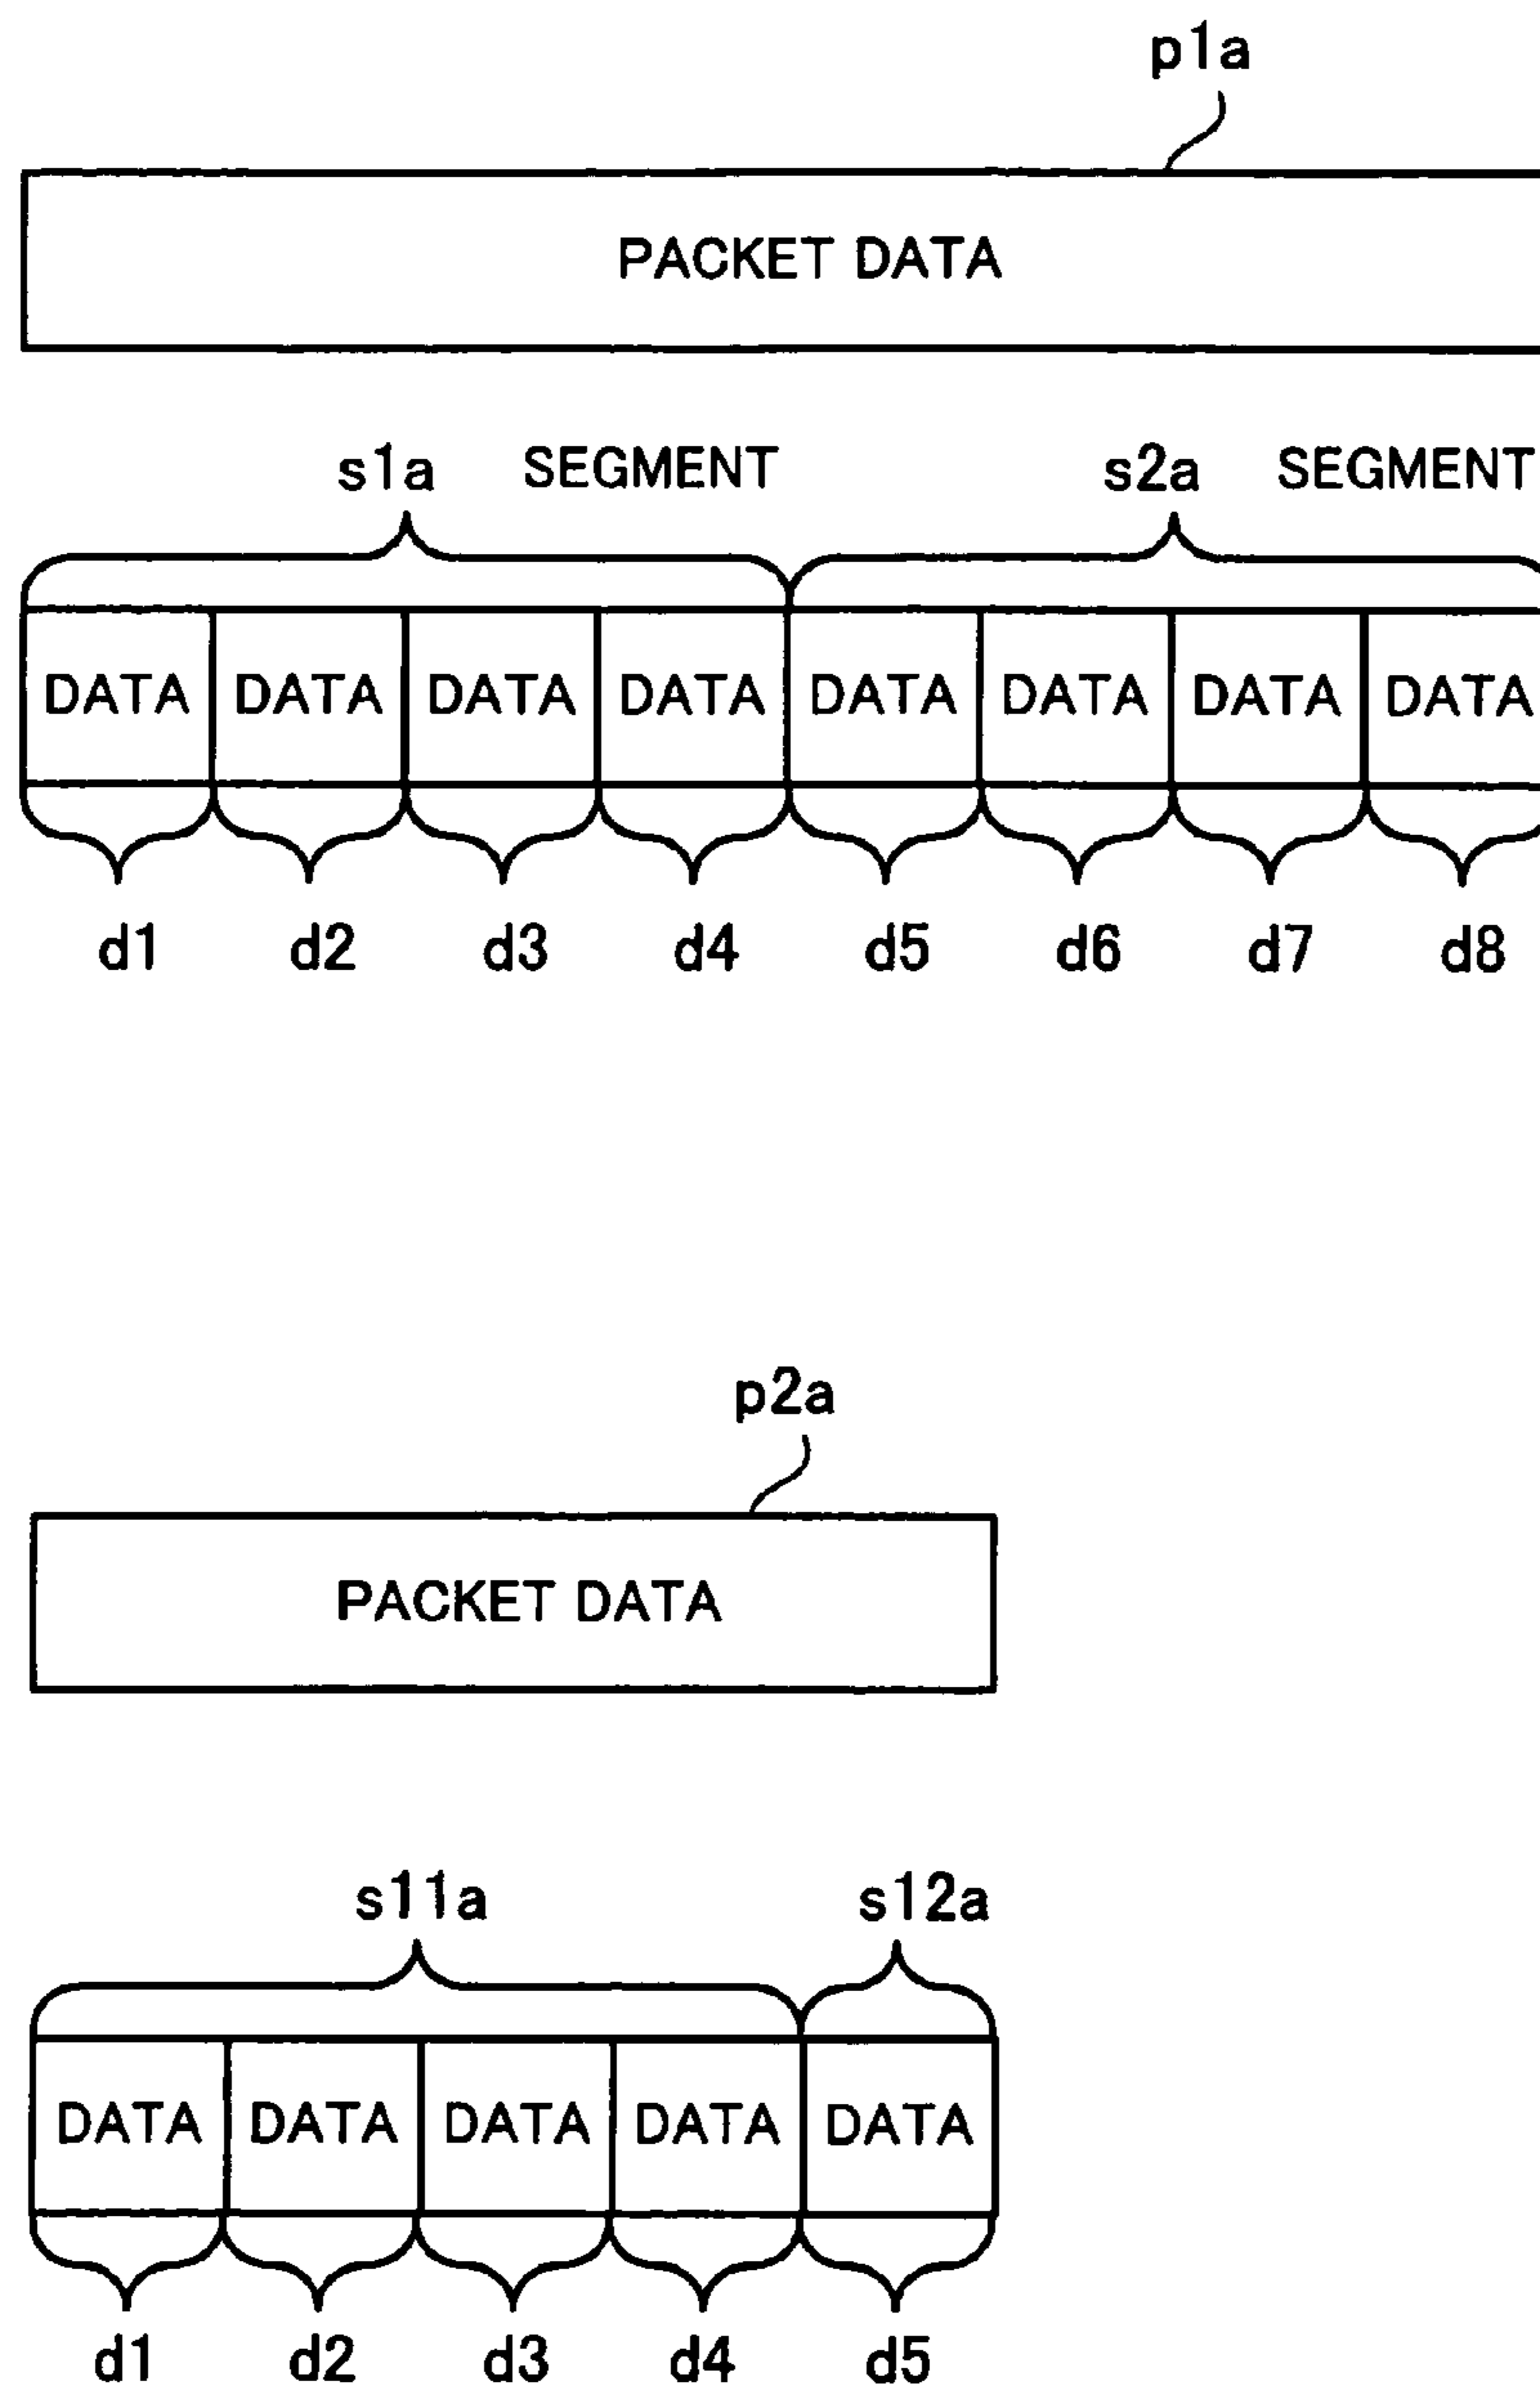 p1a
PACKET DATA
s1a SEGMENT s2a SEGMENT
DATA DATA DATA DATA DATA DATA DATA DATA
d1 d2 d3 d4 d5 d6 d7 d8
p2a
PACKET DATA
s11a s12a
DATA DATA DATA DATA DATA
d1 d2 d3 d4 d5